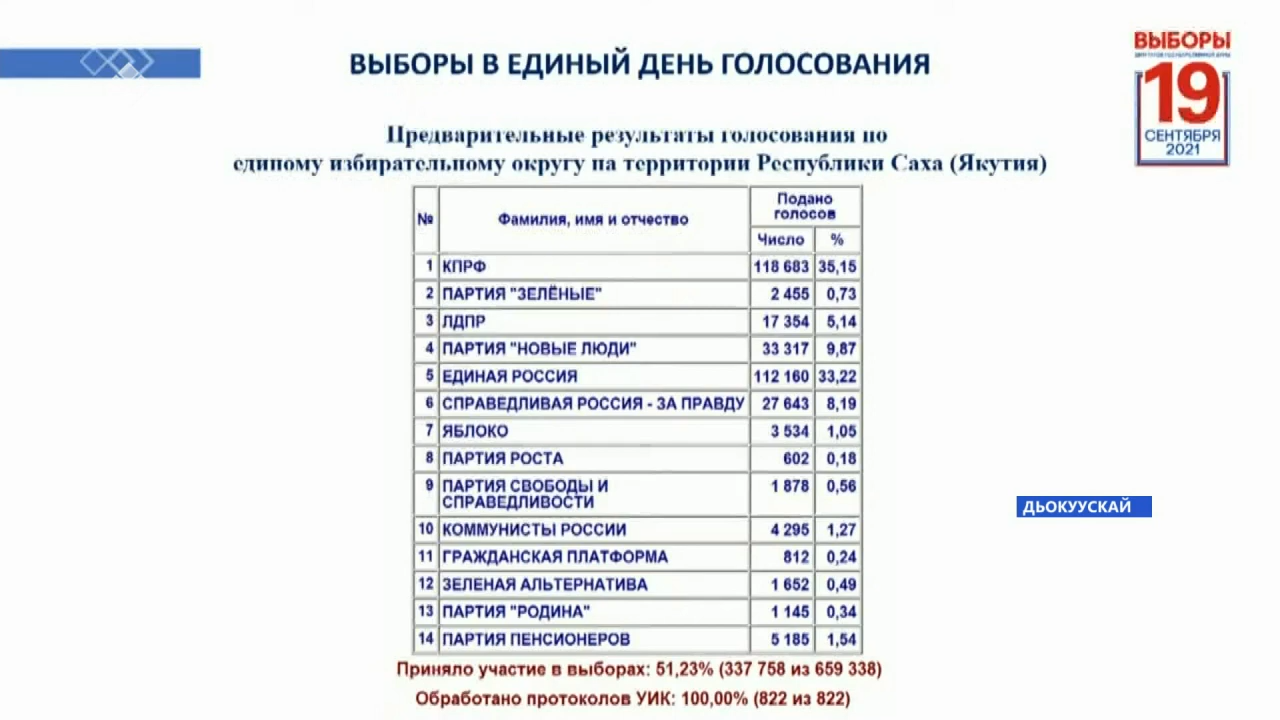 ВЫБОРЫ В ЕДИНЫЙ ДЕНЬ ГОЛОСОВАНИЯ
ВЫБОРЫ
ДЕПУТАТОВ ГОСУДАРСТВЕННОЙ ДУМЫ
19
СЕНТЯБРЯ
2021
Предварительные результаты голосования по
единому избирательному округу на территории Республики Саха (Якутия)
№ Фамилия, имя и отчество Подано голосов
Число %
1 КПРФ 118 683 35,15
2 ПАРТИЯ "ЗЕЛЁНЫЕ" 2 455 0,73
3 ЛДПР 17 354 5,14
4 ПАРТИЯ "НОВЫЕ ЛЮДИ" 33 317 9,87
5 ЕДИНАЯ РОССИЯ 112 160 33,22
6 СПРАВЕДЛИВАЯ РОССИЯ - ЗА ПРАВДУ 27 643 8,19
7 ЯБЛОКО 3 534 1,05
8 ПАРТИЯ РОСТА 602 0,18
9 ПАРТИЯ СВОБОДЫ И 1 878 0,56
СПРАВЕДЛИВОСТИ
10 КОММУНИСТЫ РОССИИ 4 295 1,27
11 ГРАЖДАНСКАЯ ПЛАТФОРМА 812 0,24
12 ЗЕЛЕНАЯ АЛЬТЕРНАТИВА 1 652 0,49
13 ПАРТИЯ "РОДИНА" 1 145 0,34
14 ПАРТИЯ ПЕНСИОНЕРОВ 5 185 1,54
Приняло участие в выборах: 51,23% (337 758 из 659 338)
Обработано протоколов УИК: 100,00% (822 из 822)
ДЬОКУУСКАЙ